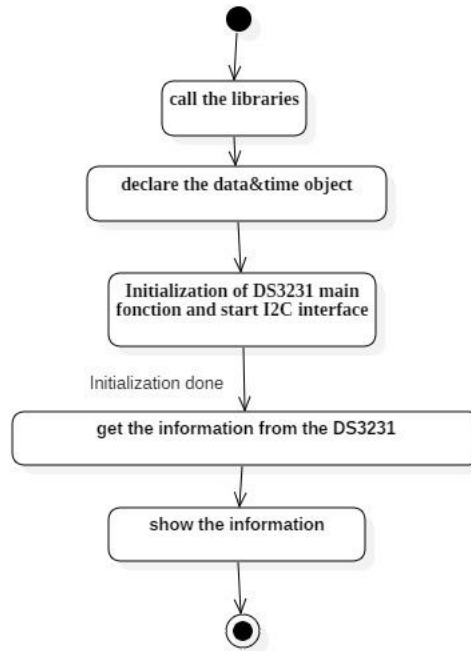 call the libraries
declare the data&time object
Initialization of DS3231 main
fonction and start I2C interface
Initialization done
get the information from the DS3231
show the information